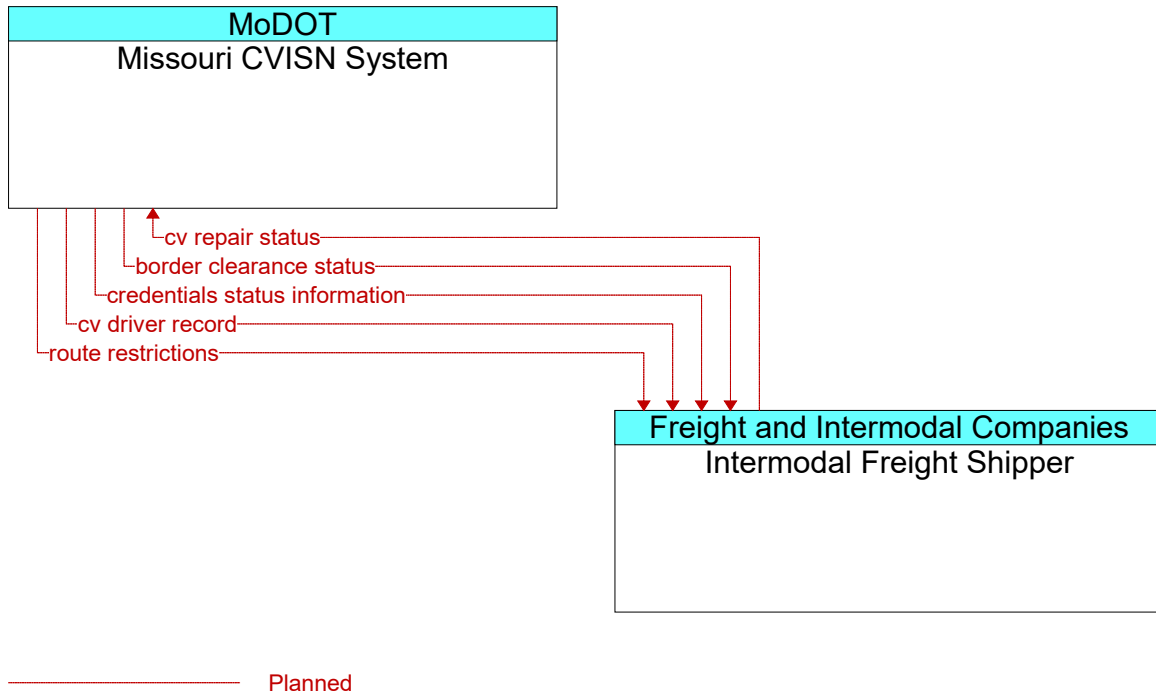 MoDOT
Missouri CVISN System
cv repair status
border clearance status
credentials status information
cv driver record
route restrictions
Freight and Intermodal Companies
Intermodal Freight Shipper
Planned